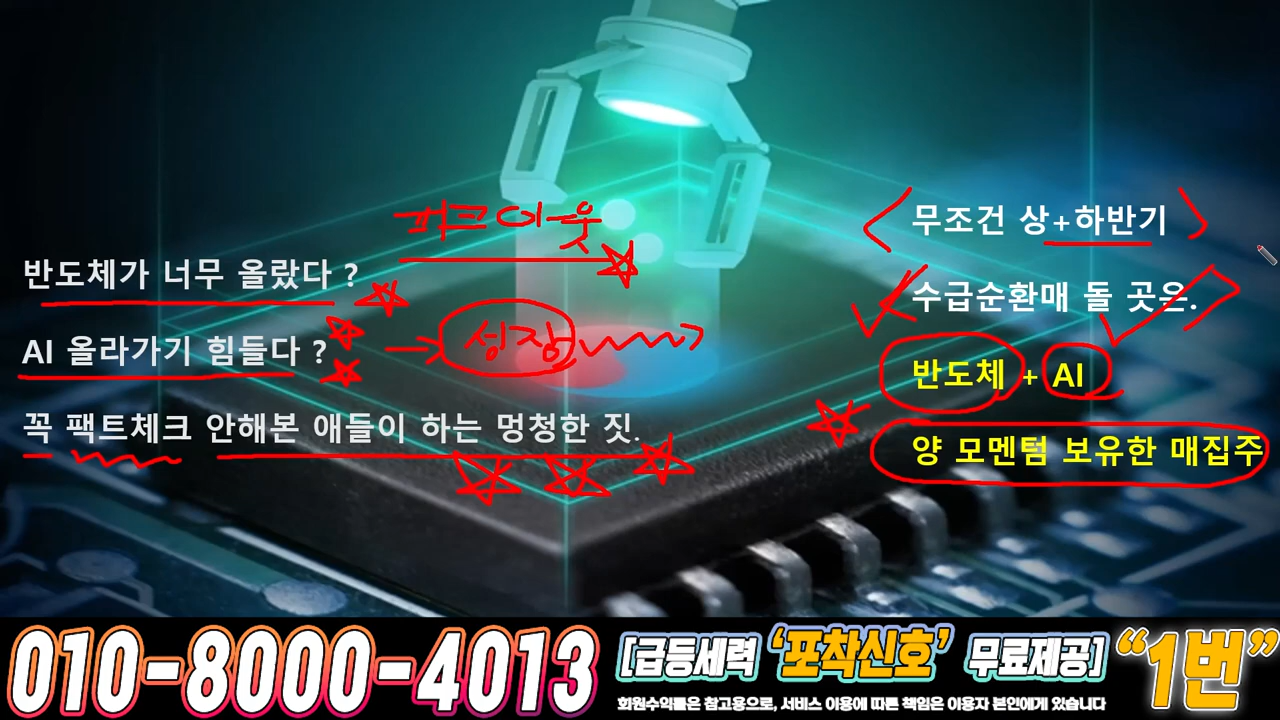 피크아웃
반도체가 너무 올랐다 ?
AI 올라가기 힘들다 ?
성장
꼭 팩트체크 안해본 애들이 하는 멍청한 짓.
무조건 상+하반기
수급순환매 돌 곳은.
반도체 + AI
양 모멘텀 보유한 매집주
010-8000-4013
[급등세력 '포착신호' 무료제공] "1번"
회원수익률은 참고용으로, 서비스 이용에 따른 책임은 이용자 본인에게 있습니다